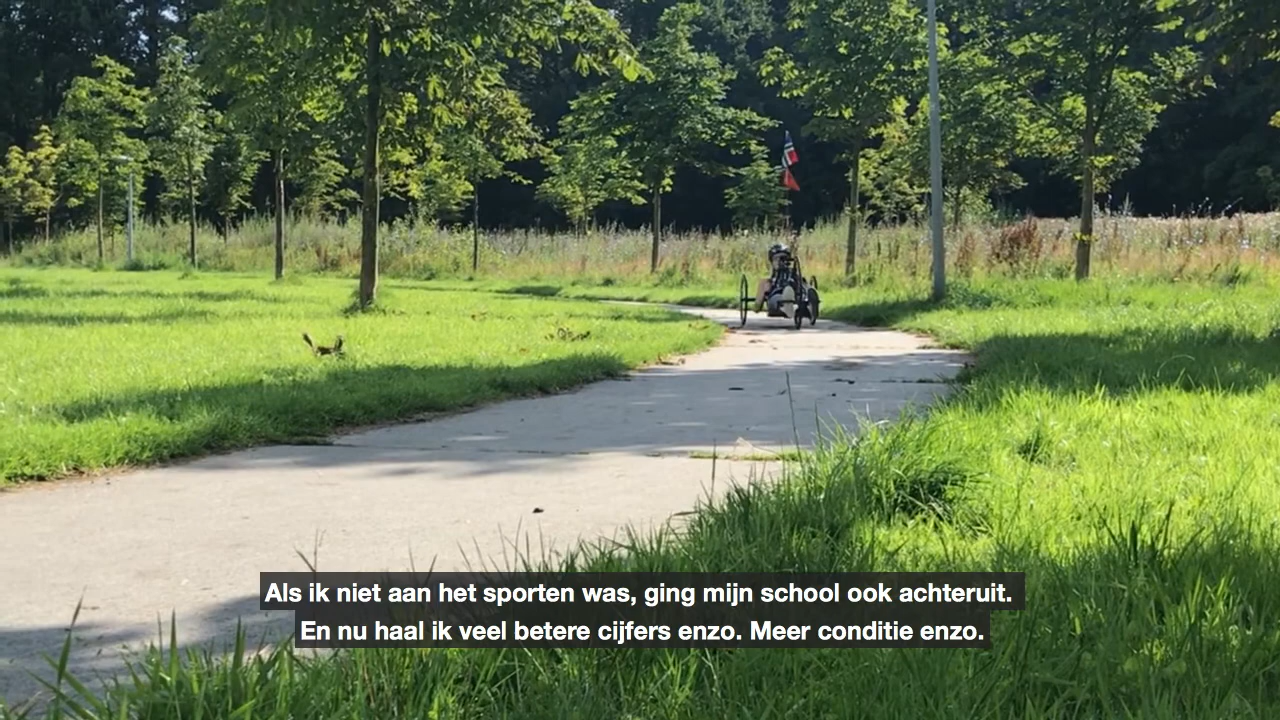 Als ik niet aan het sporten was, ging mijn school ook achteruit.
En nu haal ik veel betere cijfers enzo. Meer conditie enzo.